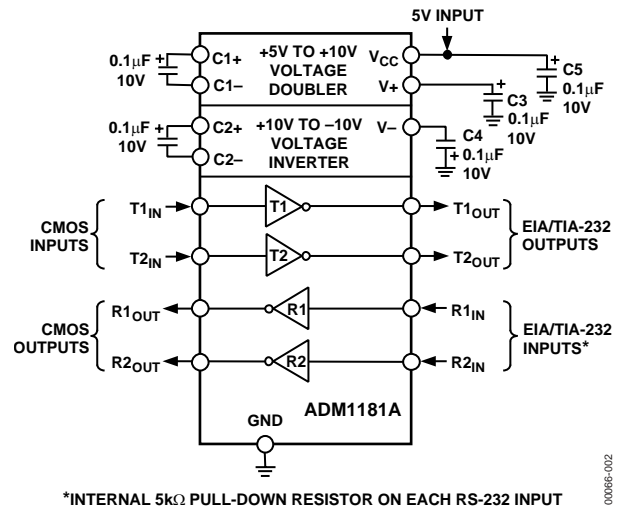 5V INPUT
0.1µF
10V
+
C1+
C1–
+5V TO +10V
VOLTAGE
DOUBLER
VCC
V+
+
C5
0.1µF
10V
+
C3
0.1µF
10V
0.1µF
10V
+
C2+
C2–
+10V TO –10V
VOLTAGE
INVERTER
V–
C4
+ 0.1µF
10V
CMOS
INPUTS
T1IN
T2IN
T1
T2
T1OUT
T2OUT
EIA/TIA-232
OUTPUTS
CMOS
OUTPUTS
R1OUT
R2OUT
R1
R2
R1IN
R2IN
EIA/TIA-232
INPUTS*
ADM1181A
GND
*INTERNAL 5kΩ PULL-DOWN RESISTOR ON EACH RS-232 INPUT
00066-002